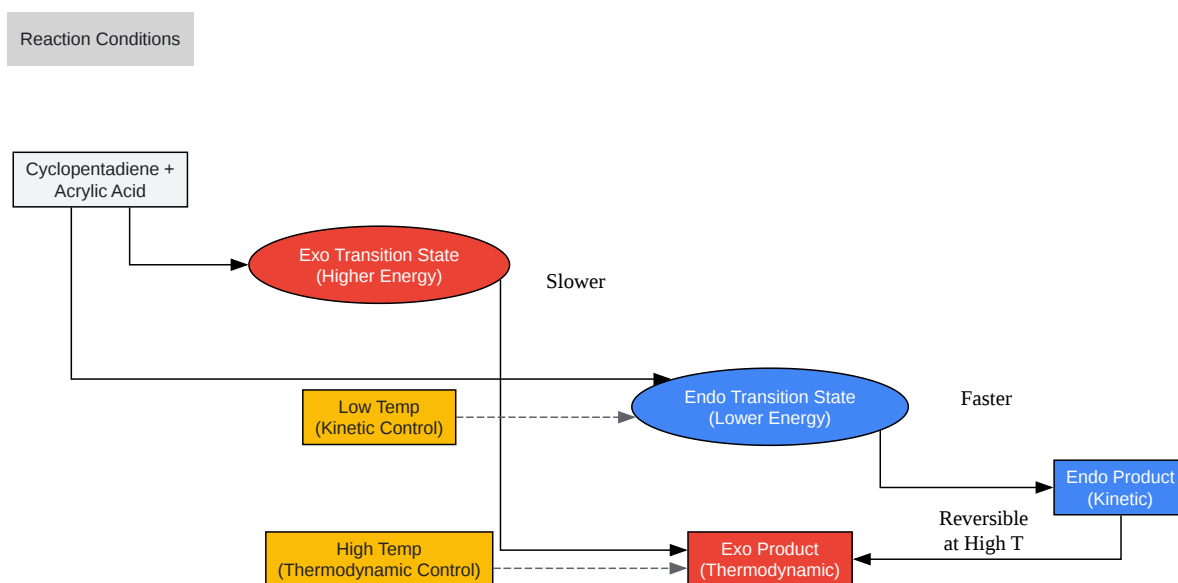 Reaction Conditions
Cyclopentadiene +
Acrylic Acid
Exo Transition State
(Higher Energy)
Slower
Low Temp
(Kinetic Control)
Endo Transition State
(Lower Energy)
Faster
Endo Product
(Kinetic)
Reversible
at High T
High Temp
(Thermodynamic Control)
Exo Product
(Thermodynamic)